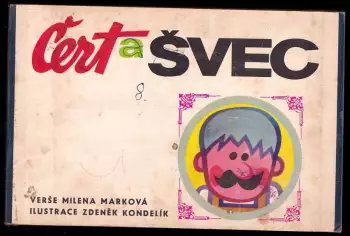 Čert a ŠVEC
8.
VERŠE MILENA MARKOVÁ
ILUSTRACE ZDENĚK KONDELÍK